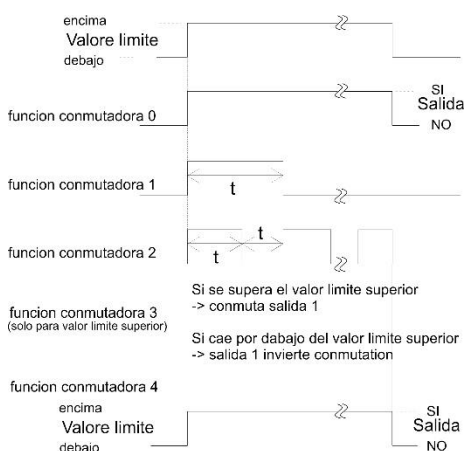 encima
Valore limite
debajo
SI
Salida
NO
funcion conmutadora 0
funcion conmutadora 1
t
funcion conmutadora 2
t
t
Si se supera el valor limite superior
-> conmuta salida 1
funcion conmutadora 3
(solo para valor limite superior)
Si cae por dabajo del valor limite superior
-> salida 1 invierte conmutation
funcion conmutadora 4
encima
Valore limite
debajo
SI
Salida
NO